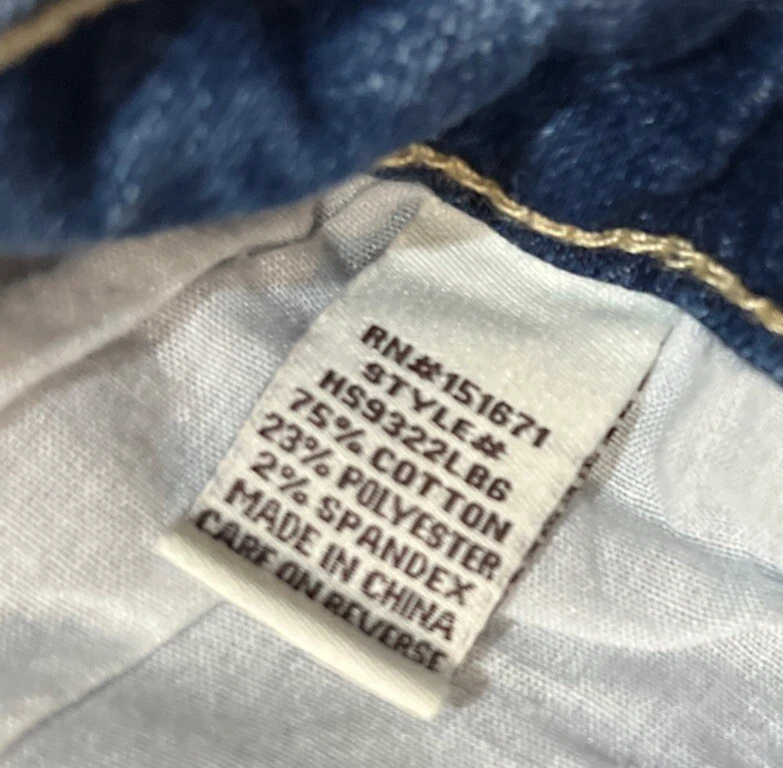 RN#151671
STYLE#
HS9322LB6
75% COTTON
23% POLYESTER
2% SPANDEX
MADE IN CHINA
CARE ON REVERSE